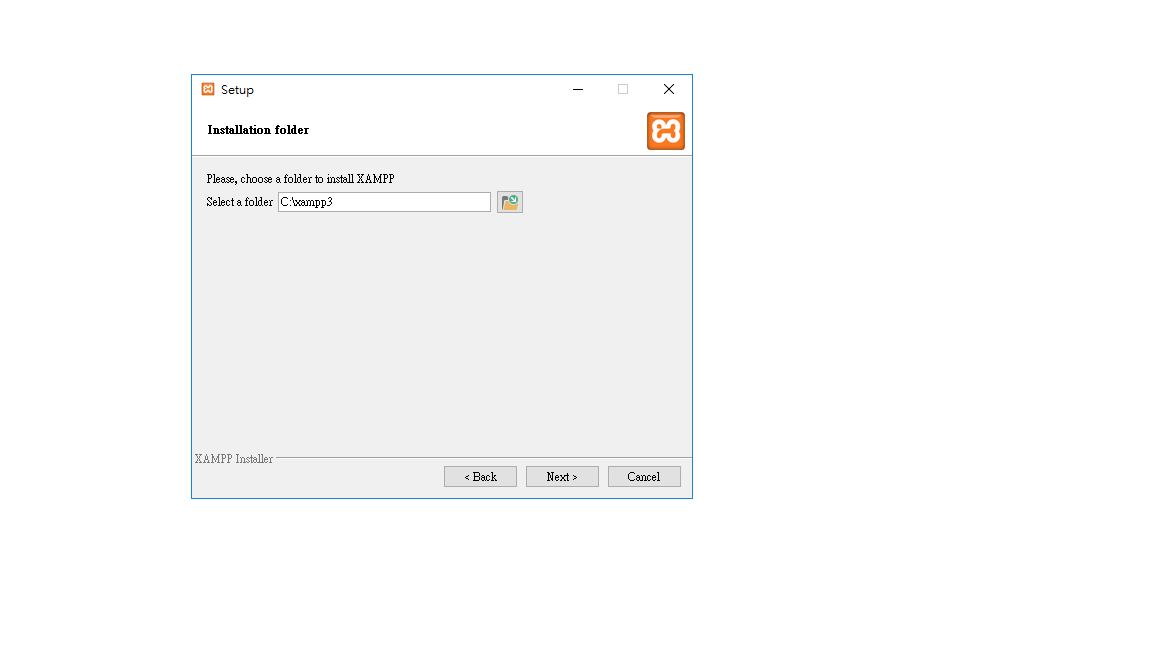 Setup
Installation folder
Please, choose a folder to install XAMPP
Select a folder C:\xampp3
XAMPP Installer
< Back Next > Cancel